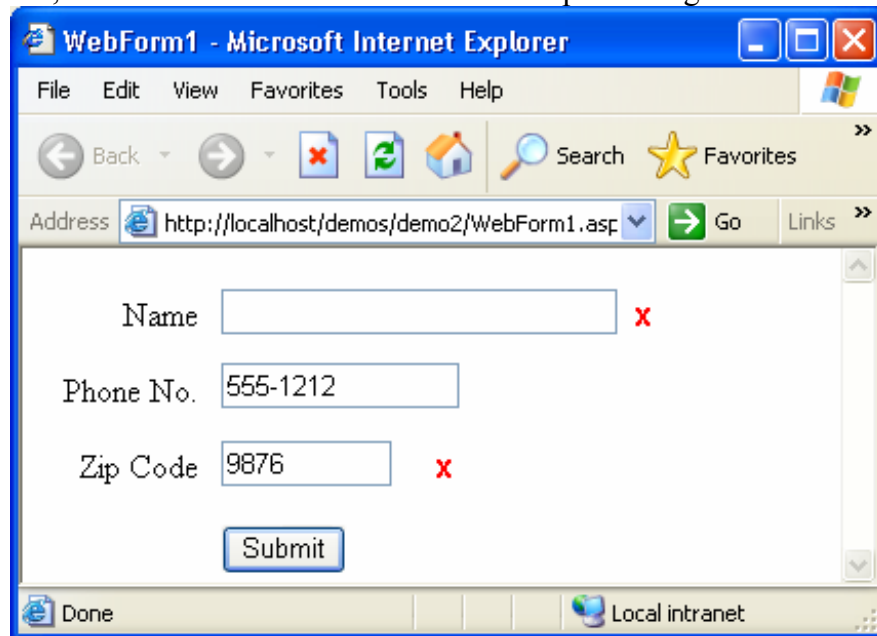 WebForm1 - Microsoft Internet Explorer
File Edit View Favorites Tools Help
Back Search Favorites »
Address http://localhost/demos/demo2/WebForm1.asp Go Links »
Name x
Phone No. 555-1212
Zip Code 9876 x
Submit
Done Local intranet